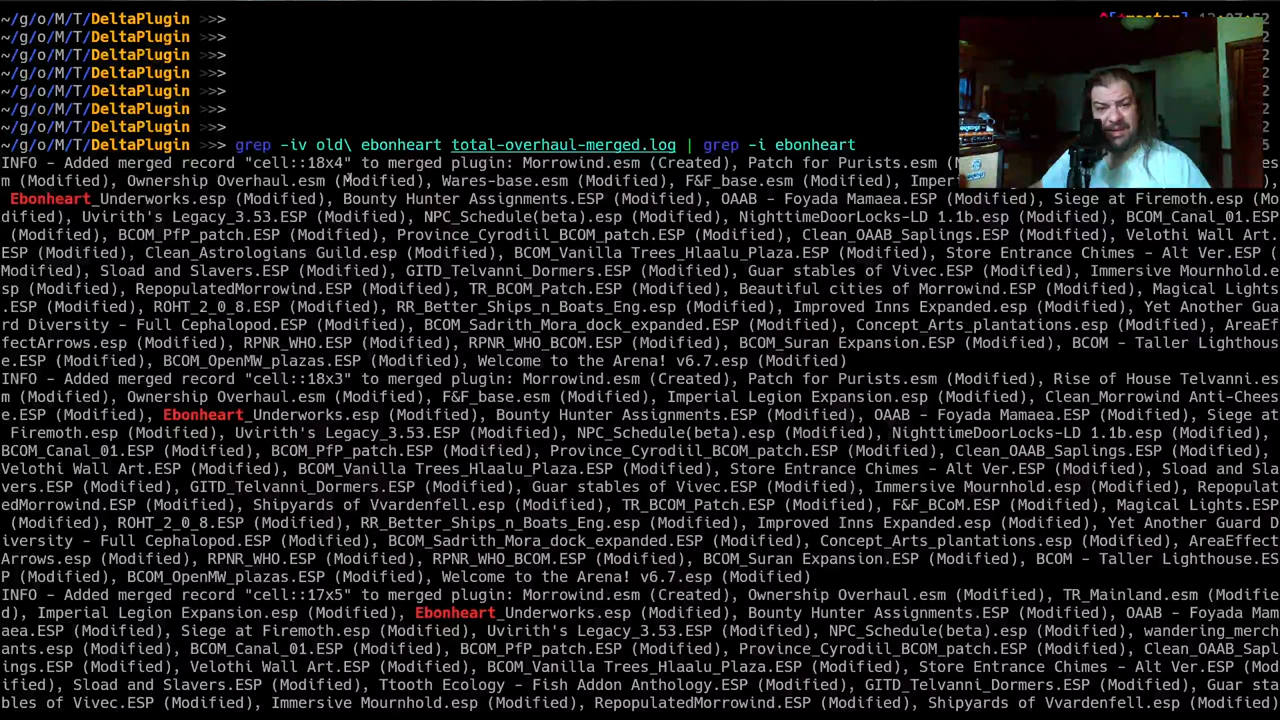 ~/g/o/M/T/DeltaPlugin >>>
~/g/o/M/T/DeltaPlugin >>>
~/g/o/M/T/DeltaPlugin >>>
~/g/o/M/T/DeltaPlugin >>>
~/g/o/M/T/DeltaPlugin >>>
~/g/o/M/T/DeltaPlugin >>>
~/g/o/M/T/DeltaPlugin >>>
~/g/o/M/T/DeltaPlugin >>> grep -iv old\ ebonheart total-overhaul-merged.log | grep -i ebonheart
INFO - Added merged record "cell::18x4" to merged plugin: Morrowind.esm (Created), Patch for Purists.esm
m (Modified), Ownership Overhaul.esm (Modified), Wares-base.esm (Modified), F&F_base.esm (Modified),
Ebonheart_Underworks.esp (Modified), Bounty Hunter Assignments.ESP (Modified), OAAB - Foyada Mamaea.ESP (Modified), Siege at Firemoth.esp (Mo
dified), Uvirith's Legacy_3.53.ESP (Modified), NPC_Schedule(beta).esp (Modified), NighttimeDoorLocks-LD 1.1b.esp (Modified), BCOM_Canal_01.ESP
(Modified), BCOM_PfP_patch.ESP (Modified), Province_Cyrodiil_BCOM_patch.ESP (Modified), Clean_OAAB_Saplings.ESP (Modified), Velothi Wall Art.
ESP (Modified), Clean_Astrologians Guild.esp (Modified), BCOM_Vanilla Trees_Hlaalu_Plaza.ESP (Modified), Store Entrance Chimes - Alt Ver.ESP (
Modified), Sload and Slavers.ESP (Modified), GITD_Telvanni_Dormers.ESP (Modified), Guar stables of Vivec.ESP (Modified), Immersive Mournhold.e
sp (Modified), RepopulatedMorrowind.ESP (Modified), TR_BCOM_Patch.ESP (Modified), Beautiful cities of Morrowind.ESP (Modified), Magical Lights
.ESP (Modified), ROHT_2_0_8.ESP (Modified), RR_Better_Ships_n_Boats_Eng.esp (Modified), Improved Inns Expanded.esp (Modified), Yet Another Gua
rd Diversity - Full Cephalopod.ESP (Modified), BCOM_Sadrith_Mora_dock_expanded.ESP (Modified), Concept_Arts_plantations.esp (Modified), AreaEf
fectArrows.esp (Modified), RPNR_WHO.ESP (Modified), RPNR_WHO_BCOM.ESP (Modified), BCOM_Suran Expansion.ESP (Modified), BCOM - Taller Lighthous
e.ESP (Modified), BCOM_OpenMW_plazas.ESP (Modified), Welcome to the Arena! v6.7.esp (Modified)
INFO - Added merged record "cell::18x3" to merged plugin: Morrowind.esm (Created), Patch for Purists.esm (Modified), Rise of House Telvanni.es
m (Modified), Ownership Overhaul.esm (Modified), F&F_base.esm (Modified), Imperial Legion Expansion.esp (Modified), Clean_Morrowind Anti-Chees
e.ESP (Modified), Ebonheart_Underworks.esp (Modified), Bounty Hunter Assignments.ESP (Modified), OAAB - Foyada Mamaea.ESP (Modified), Siege at
Firemoth.esp (Modified), Uvirith's Legacy_3.53.ESP (Modified), NPC_Schedule(beta).esp (Modified), NighttimeDoorLocks-LD 1.1b.esp (Modified),
BCOM_Canal_01.ESP (Modified), BCOM_PfP_patch.ESP (Modified), Province_Cyrodiil_BCOM_patch.ESP (Modified), Clean_OAAB_Saplings.ESP (Modified),
Velothi Wall Art.ESP (Modified), BCOM_Vanilla Trees_Hlaalu_Plaza.ESP (Modified), Store Entrance Chimes - Alt Ver.ESP (Modified), Sload and Sla
vers.ESP (Modified), GITD_Telvanni_Dormers.ESP (Modified), Guar stables of Vivec.ESP (Modified), Immersive Mournhold.esp (Modified), Repopulat
edMorrowind.ESP (Modified), Shipyards of Vvardenfell.esp (Modified), TR_BCOM_Patch.ESP (Modified), F&F_BCoM.ESP (Modified), Magical Lights.ESP
(Modified), ROHT_2_0_8.ESP (Modified), RR_Better_Ships_n_Boats_Eng.esp (Modified), Improved Inns Expanded.esp (Modified), Yet Another Guard D
iversity - Full Cephalopod.ESP (Modified), BCOM_Sadrith_Mora_dock_expanded.ESP (Modified), Concept_Arts_plantations.esp (Modified), AreaEffect
Arrows.esp (Modified), RPNR_WHO.ESP (Modified), RPNR_WHO_BCOM.ESP (Modified), BCOM_Suran Expansion.ESP (Modified), BCOM - Taller Lighthouse.ES
P (Modified), BCOM_OpenMW_plazas.ESP (Modified), Welcome to the Arena! v6.7.esp (Modified)
INFO - Added merged record "cell::17x5" to merged plugin: Morrowind.esm (Created), Ownership Overhaul.esm (Modified), TR_Mainland.esm (Modifie
d), Imperial Legion Expansion.esp (Modified), Ebonheart_Underworks.esp (Modified), Bounty Hunter Assignments.ESP (Modified), OAAB - Foyada Mam
aea.ESP (Modified), Siege at Firemoth.esp (Modified), Uvirith's Legacy_3.53.ESP (Modified), NPC_Schedule(beta).esp (Modified), wandering_merch
ants.esp (Modified), BCOM_Canal_01.ESP (Modified), BCOM_PfP_patch.ESP (Modified), Province_Cyrodiil_BCOM_patch.ESP (Modified), Clean_OAAB_Sapl
ings.ESP (Modified), Velothi Wall Art.ESP (Modified), BCOM_Vanilla Trees_Hlaalu_Plaza.ESP (Modified), Store Entrance Chimes - Alt Ver.ESP (Mod
ified), Sload and Slavers.ESP (Modified), Ttooth Ecology - Fish Addon Anthology.ESP (Modified), GITD_Telvanni_Dormers.ESP (Modified), Guar sta
bles of Vivec.ESP (Modified), Immersive Mournhold.esp (Modified), RepopulatedMorrowind.ESP (Modified), Shipyards of Vvardenfell.esp (Modified)